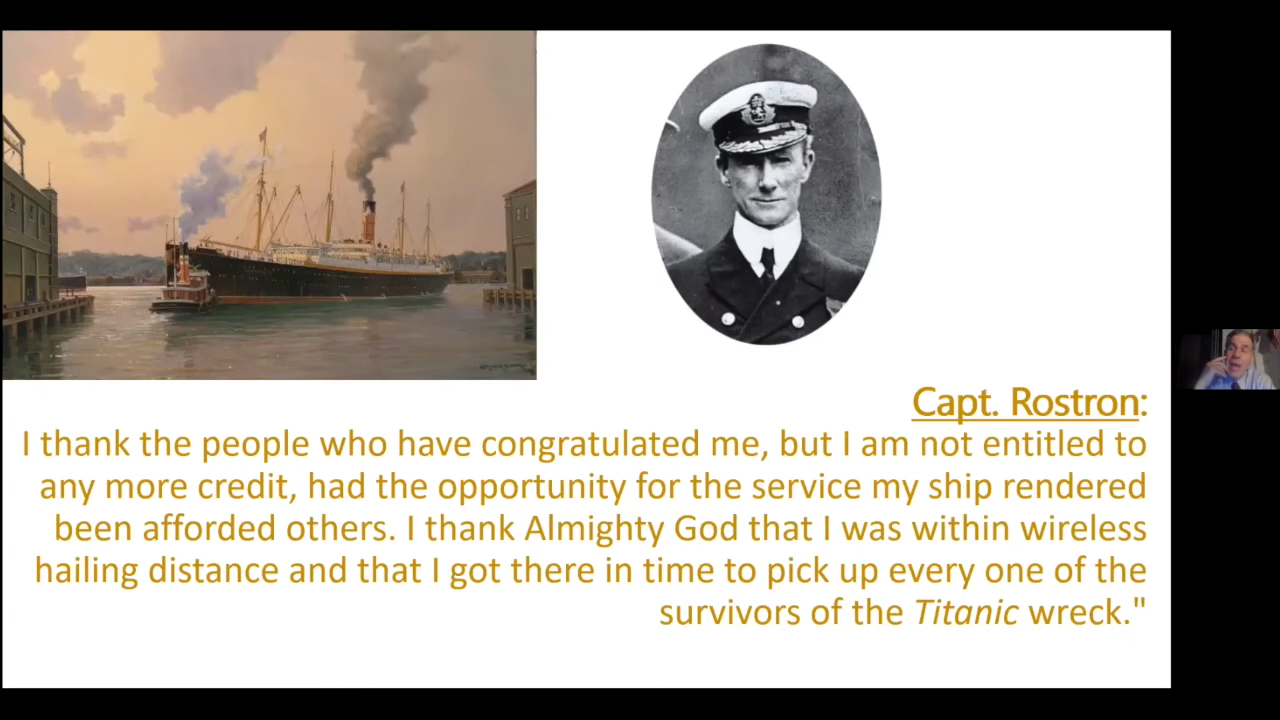 Capt. Rostron:
I thank the people who have congratulated me, but I am not entitled to
any more credit, had the opportunity for the service my ship rendered
been afforded others. I thank Almighty God that I was within wireless
hailing distance and that I got there in time to pick up every one of the
survivors of the Titanic wreck."